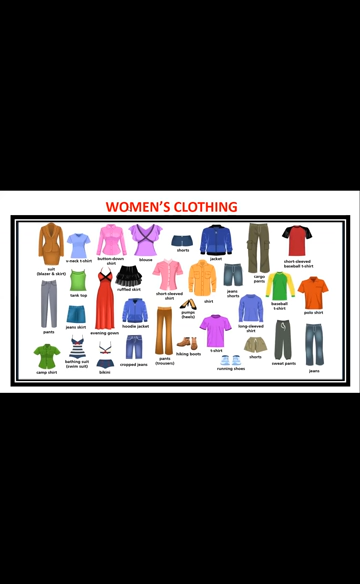 WOMEN'S CLOTHING
suit
(blazer & skirt)
v-neck t-shirt
button-down
shirt
blouse
shorts
jacket
cargo
pants
short-sleeved
baseball t-shirt
pants
tank top
ruffled skirt
short-sleeved
shirt
shirt
jeans
shorts
baseball
t-shirt
polo shirt
jeans skirt
evening gown
hoodie jacket
pumps
(heels)
long-sleeved
shirt
camp shirt
bathing suit
(swim suit)
bikini
cropped jeans
pants
(trousers)
hiking boots
t-shirt
running shoes
shorts
sweat pants
jeans